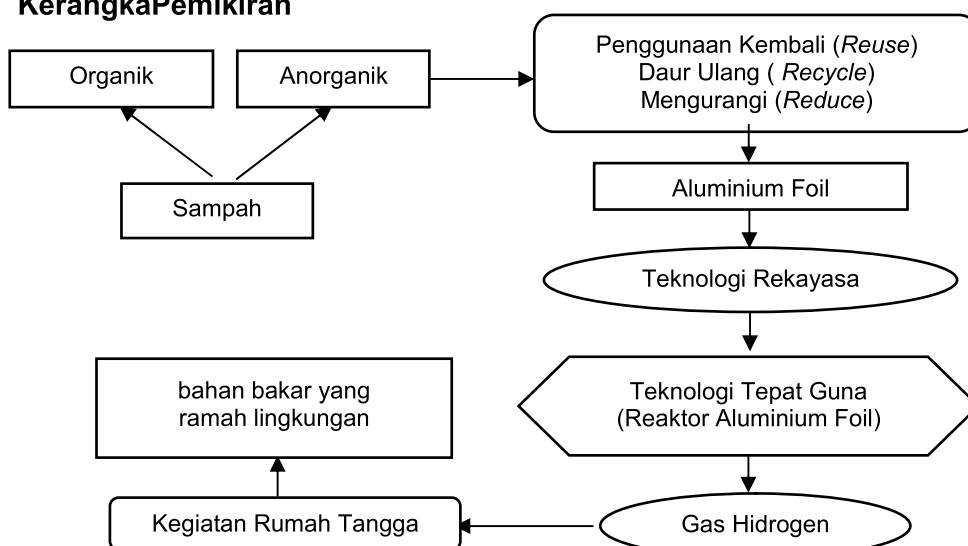 KerangkaPemikiran
Organik
Anorganik
Penggunaan Kembali (Reuse)
Daur Ulang ( Recycle)
Mengurangi (Reduce)
Sampah
Aluminium Foil
Teknologi Rekayasa
Teknologi Tepat Guna
(Reaktor Aluminium Foil)
Gas Hidrogen
Kegiatan Rumah Tangga
bahan bakar yang
ramah lingkungan